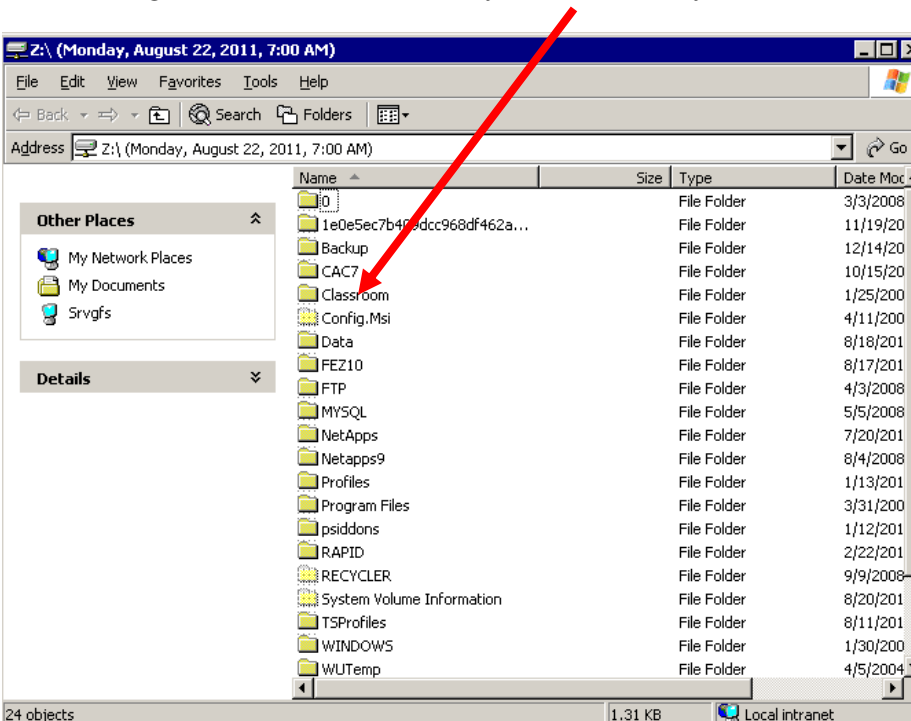 Z:\ (Monday, August 22, 2011, 7:00 AM)
File Edit View Favorites Tools Help
Back Search Folders
Address Z:\ (Monday, August 22, 2011, 7:00 AM) Go
Name Size Type Date Moc
Other Places
My Network Places
My Documents
Srvgfs
Details
0 File Folder 3/3/2008
1e0e5ec7b409dcc968df462a... File Folder 11/19/20
Backup File Folder 12/14/20
CAC7 File Folder 10/15/20
Classroom File Folder 1/25/200
Config.Msi File Folder 4/11/200
Data File Folder 8/18/201
FEZ10 File Folder 8/17/201
FTP File Folder 4/3/2008
MYSQL File Folder 5/5/2008
NetApps File Folder 7/20/201
Netapps9 File Folder 8/4/2008
Profiles File Folder 1/13/201
Program Files File Folder 3/31/200
psiddons File Folder 1/12/201
RAPID File Folder 2/22/201
RECYCLER File Folder 9/9/2008
System Volume Information File Folder 8/20/201
TSProfiles File Folder 8/11/201
WINDOWS File Folder 1/30/200
WUTemp File Folder 4/5/2004
24 objects 1.31 KB Local intranet